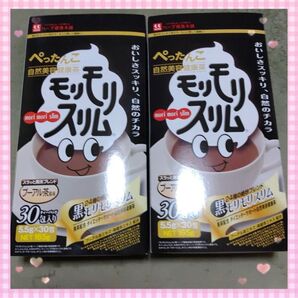 ハーブ健康本舗
ぺったんこ
自然美容健康茶
モリモリ
スリム
mori mori slim
おいしさスッキリ、自然のチカラ
プーアル茶風味
30包入り
5.5g×30包
NET 165g
黒モリモリスリム
ハーブ健康本舗
ぺったんこ
自然美容健康茶
モリモリ
スリム
mori mori slim
おいしさスッキリ、自然のチカラ
プーアル茶風味
30包入り
5.5g×30包
NET 165g
黒モリモリスリム